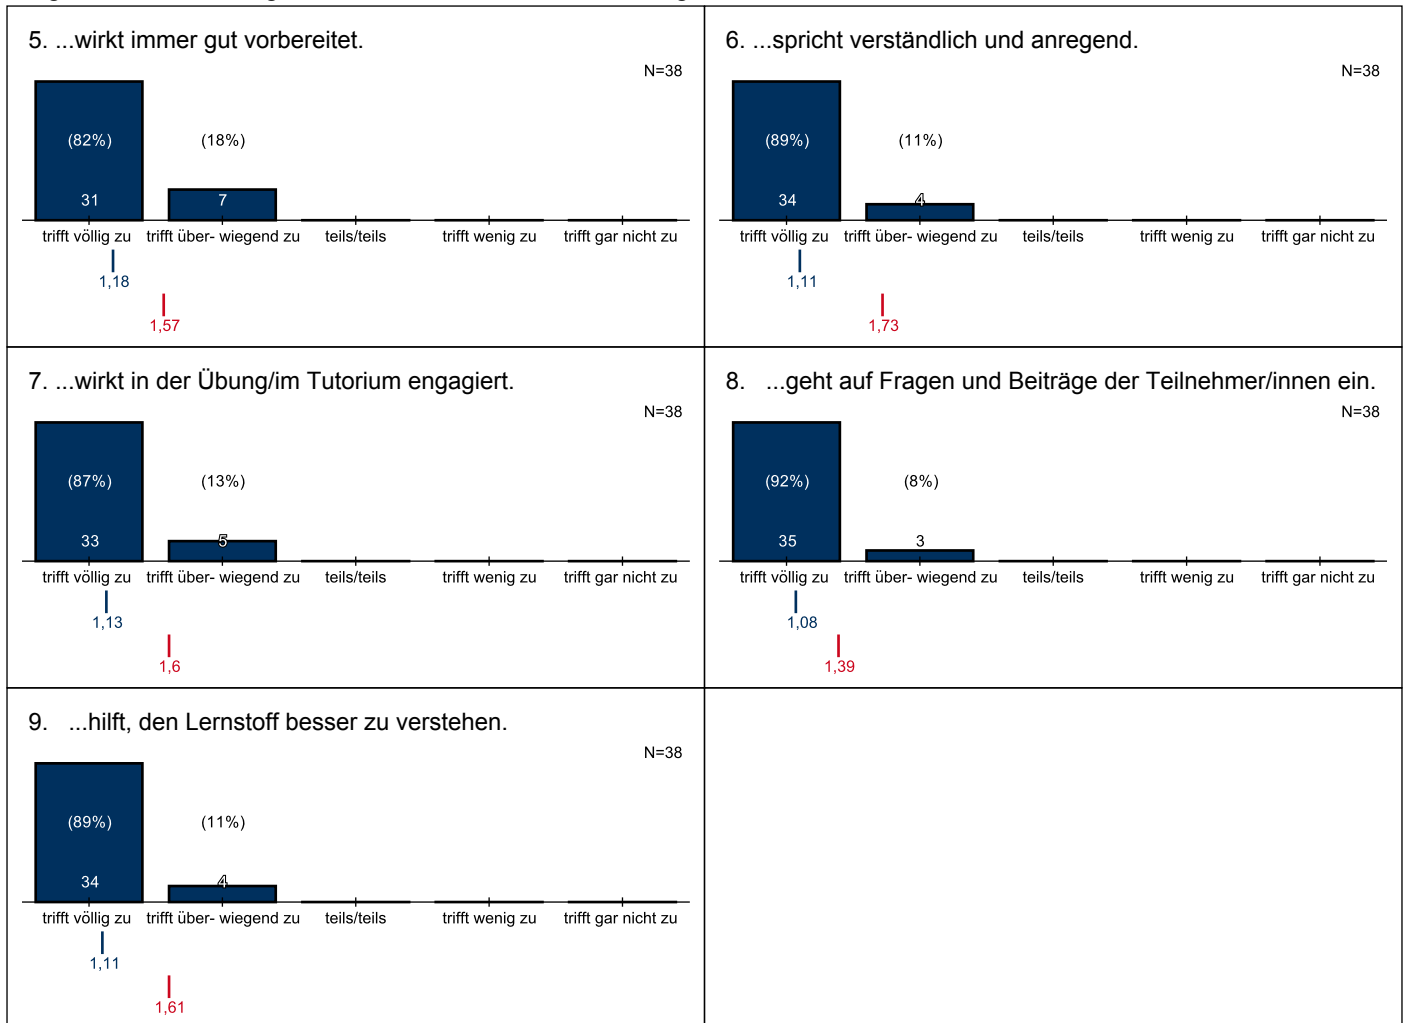 5. ...wirkt immer gut vorbereitet.
N=38
(82%) (18%)
31 7
trifft völlig zu trifft über- wiegend zu teils/teils trifft wenig zu trifft gar nicht zu
1,18
1,57
6. ...spricht verständlich und anregend.
N=38
(89%) (11%)
34 4
trifft völlig zu trifft über- wiegend zu teils/teils trifft wenig zu trifft gar nicht zu
1,11
1,73
7. ...wirkt in der Übung/im Tutorium engagiert.
N=38
(87%) (13%)
33 5
trifft völlig zu trifft über- wiegend zu teils/teils trifft wenig zu trifft gar nicht zu
1,13
1,6
8. ...geht auf Fragen und Beiträge der Teilnehmer/innen ein.
N=38
(92%) (8%)
35 3
trifft völlig zu trifft über- wiegend zu teils/teils trifft wenig zu trifft gar nicht zu
1,08
1,39
9. ...hilft, den Lernstoff besser zu verstehen.
N=38
(89%) (11%)
34 4
trifft völlig zu trifft über- wiegend zu teils/teils trifft wenig zu trifft gar nicht zu
1,11
1,61